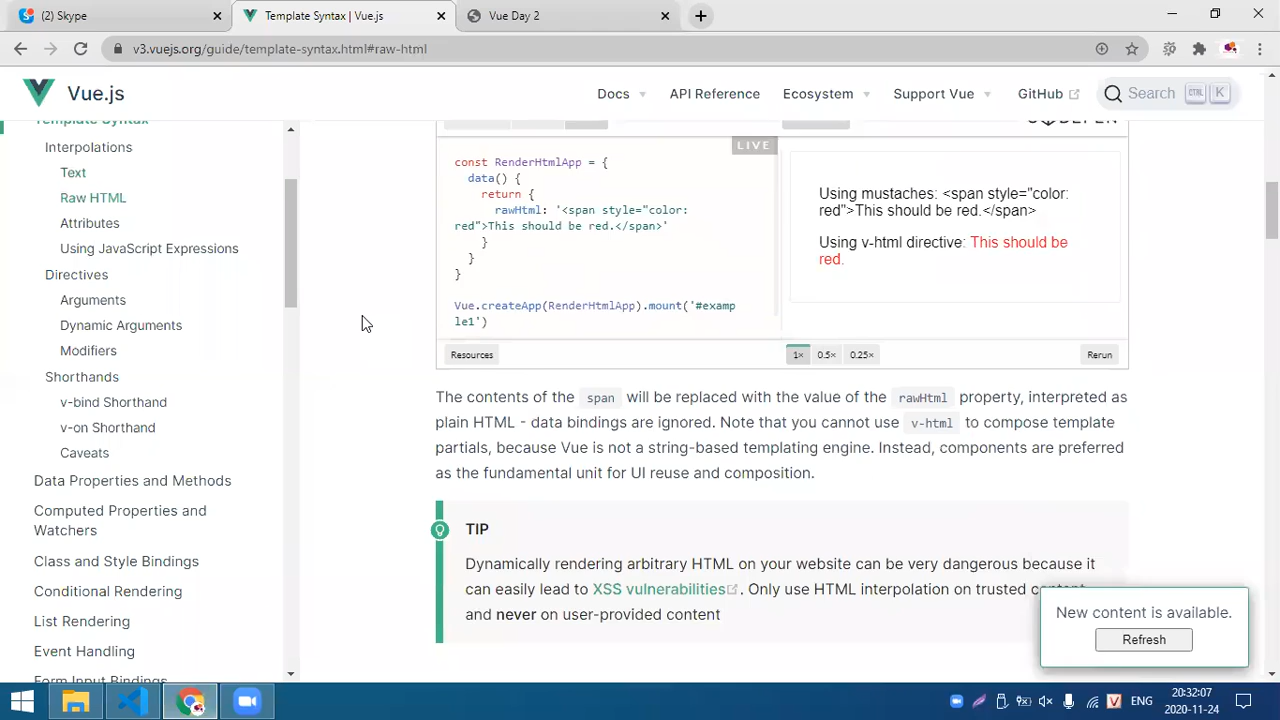 (2) Skype
Template Syntax | Vue.js
Vue Day 2
v3.vuejs.org/guide/template-syntax.html#raw-html
Vue.js
Docs
API Reference
Ecosystem
Support Vue
GitHub
Search
CTRL
K
Template Syntax
Interpolations
Text
Raw HTML
Attributes
Using JavaScript Expressions
Directives
Arguments
Dynamic Arguments
Modifiers
Shorthands
v-bind Shorthand
v-on Shorthand
Caveats
Data Properties and Methods
Computed Properties and
Watchers
Class and Style Bindings
Conditional Rendering
List Rendering
Event Handling
Form Input Bindings
CODEPEN
LIVE
const RenderHtmlApp = {
data() {
return {
rawHtml: '<span style="color:
red">This should be red.</span>'
}
}
}
Vue.createApp(RenderHtmlApp).mount('#examp
le1')
Using mustaches: <span style="color:
red">This should be red.</span>
Using v-html directive: This should be
red.
Resources
1×
0.5×
0.25×
Rerun
The contents of the span will be replaced with the value of the rawHtml property, interpreted as
plain HTML - data bindings are ignored. Note that you cannot use v-html to compose template
partials, because Vue is not a string-based templating engine. Instead, components are preferred
as the fundamental unit for UI reuse and composition.
TIP
Dynamically rendering arbitrary HTML on your website can be very dangerous because it
can easily lead to XSS vulnerabilities. Only use HTML interpolation on trusted content
and never on user-provided content
New content is available.
Refresh
V
ENG
20:32:07
2020-11-24